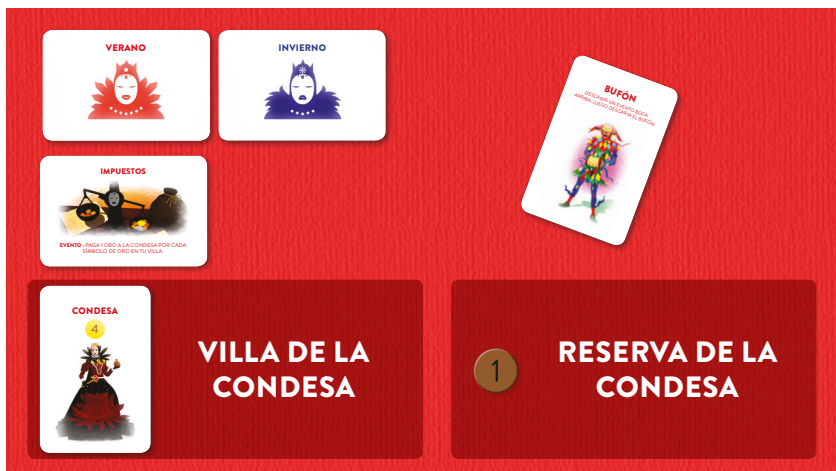 VERANO
INVIERNO
BUFÓN
DESCARTA UN EVENTO BOCA
ARRIBA, LUEGO DESCARTA EL BUFÓN.
IMPUESTOS
EVENTO : PAGA 1 ORO A LA CONDESA POR CADA
SÍMBOLO DE ORO EN TU VILLA.
CONDESA
4
VILLA DE LA
CONDESA
1
RESERVA DE LA
CONDESA